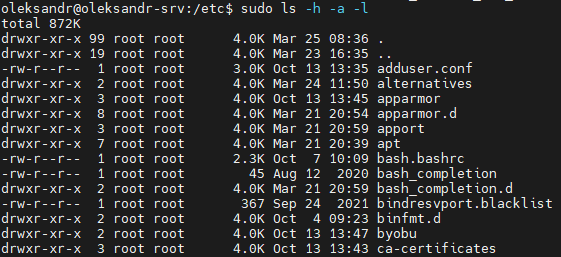 oleksandr@oleksandr-srv:/etc$ sudo ls -h -a -l
total 872K
drwxr-xr-x 99 root root     4.0K Mar 25 08:36 .
drwxr-xr-x 19 root root     4.0K Mar 23 16:35 ..
-rw-r--r--  1 root root     3.0K Oct 13 13:35 adduser.conf
drwxr-xr-x  2 root root     4.0K Mar 24 11:50 alternatives
drwxr-xr-x  3 root root     4.0K Oct 13 13:45 apparmor
drwxr-xr-x  8 root root     4.0K Mar 21 20:54 apparmor.d
drwxr-xr-x  3 root root     4.0K Mar 21 20:59 apport
drwxr-xr-x  7 root root     4.0K Mar 21 20:39 apt
-rw-r--r--  1 root root     2.3K Oct  7 10:09 bash.bashrc
-rw-r--r--  1 root root       45 Aug 12  2020 bash_completion
drwxr-xr-x  2 root root     4.0K Mar 21 20:59 bash_completion.d
-rw-r--r--  1 root root      367 Sep 24  2021 bindresvport.blacklist
drwxr-xr-x  2 root root     4.0K Oct  4 09:23 binfmt.d
drwxr-xr-x  2 root root     4.0K Oct 13 13:47 byobu
drwxr-xr-x  3 root root     4.0K Oct 13 13:43 ca-certificates